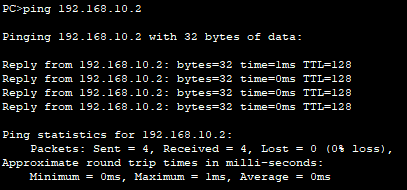 PC>ping 192.168.10.2
Pinging 192.168.10.2 with 32 bytes of data:
Reply from 192.168.10.2: bytes=32 time=1ms TTL=128
Reply from 192.168.10.2: bytes=32 time=0ms TTL=128
Reply from 192.168.10.2: bytes=32 time=0ms TTL=128
Reply from 192.168.10.2: bytes=32 time=0ms TTL=128
Ping statistics for 192.168.10.2:
Packets: Sent = 4, Received = 4, Lost = 0 (0% loss),
Approximate round trip times in milli-seconds:
Minimum = 0ms, Maximum = 1ms, Average = 0ms